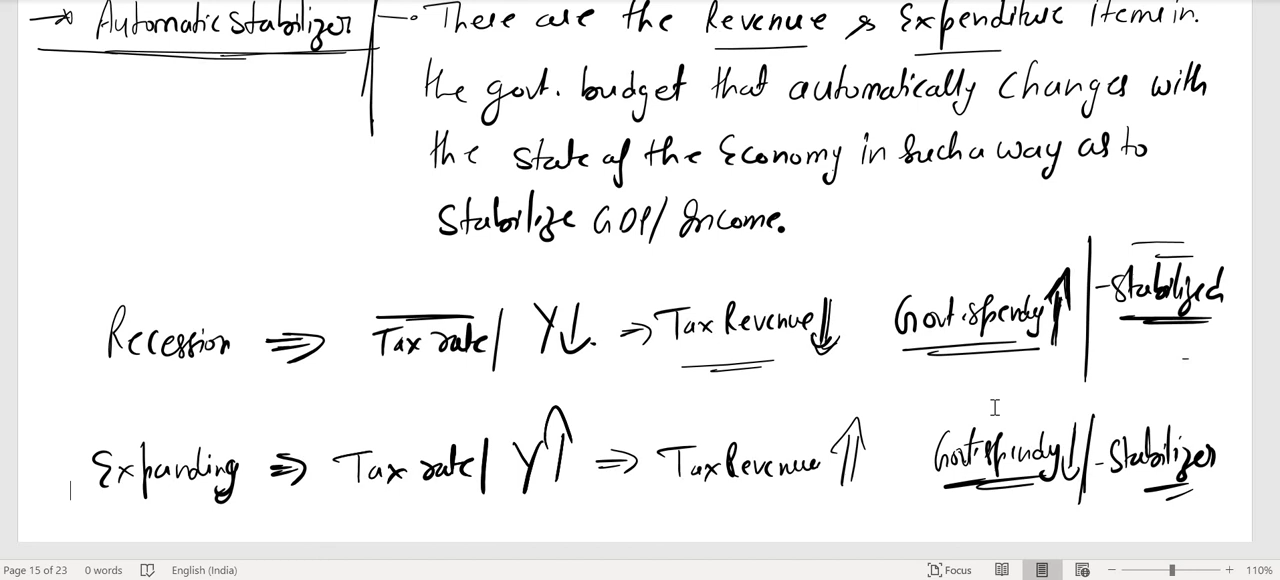 → Automatic Stabilizer — • There are the Revenue & Expenditure items in
the govt. budget that automatically changes with
the state of the Economy in such a way as to
Stabilize GDP/ Income.
Recession ⇒ Tax rate/ Y↓. ⇒ Tax Revenue ⇓ Govt. spendy ↑ -Stabilized
Expanding ⇒ Tax rate/ Y↑ ⇒ Tax Revenue ⇑ Govt. spendy ↓ -Stabilizer
Page 15 of 23 0 words English (India) Focus 110%